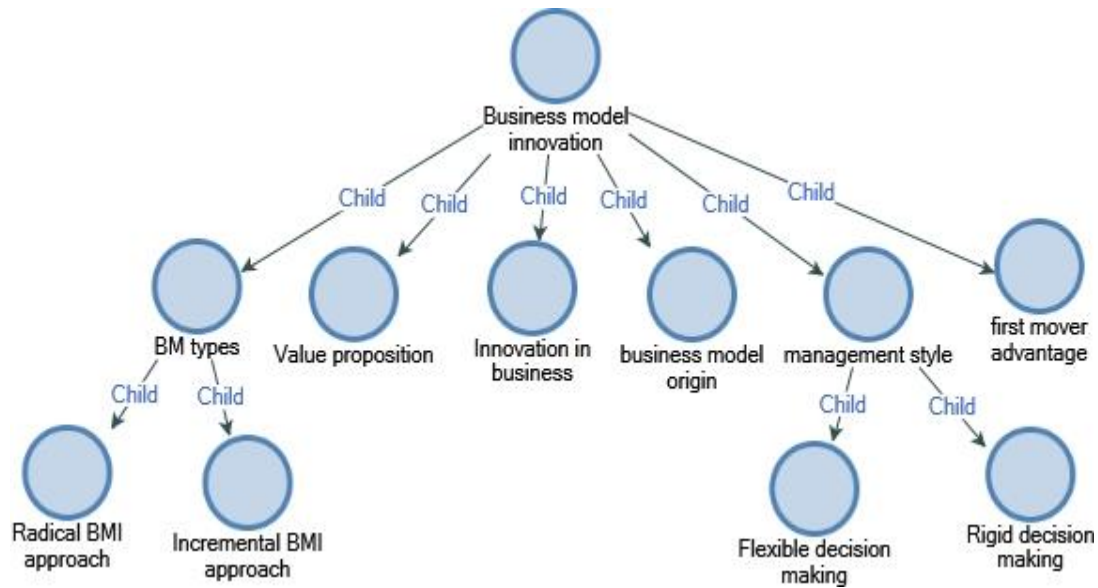 Business model
innovation
Child
Child
Child
Child
Child
Child
BM types
Value proposition
Innovation in
business
business model
origin
management style
first mover
advantage
Child
Child
Child
Child
Radical BMI
approach
Incremental BMI
approach
Flexible decision
making
Rigid decision
making